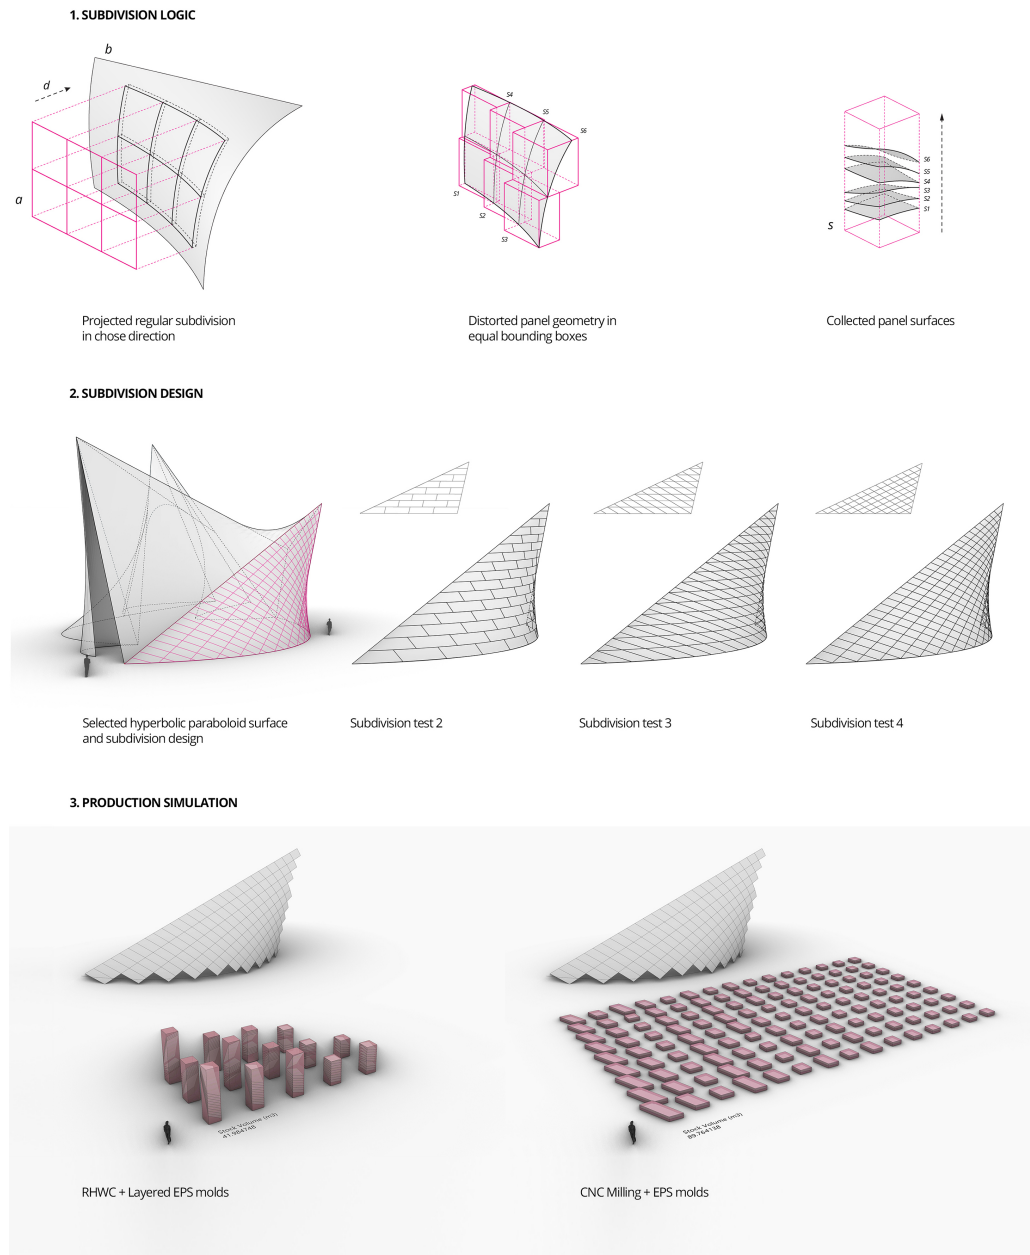 1. SUBDIVISION LOGIC
b
d
a
S4
S5
S6
S1
S2
S3
S6
S5
S4
S3
S2
S1
s
Projected regular subdivision
in chose direction
Distorted panel geometry in
equal bounding boxes
Collected panel surfaces
2. SUBDIVISION DESIGN
Selected hyperbolic paraboloid surface
and subdivision design
Subdivision test 2
Subdivision test 3
Subdivision test 4
3. PRODUCTION SIMULATION
Stock Volume (m3)
41.984748
Stock Volume (m3)
89.764138
RHWC + Layered EPS molds
CNC Milling + EPS molds